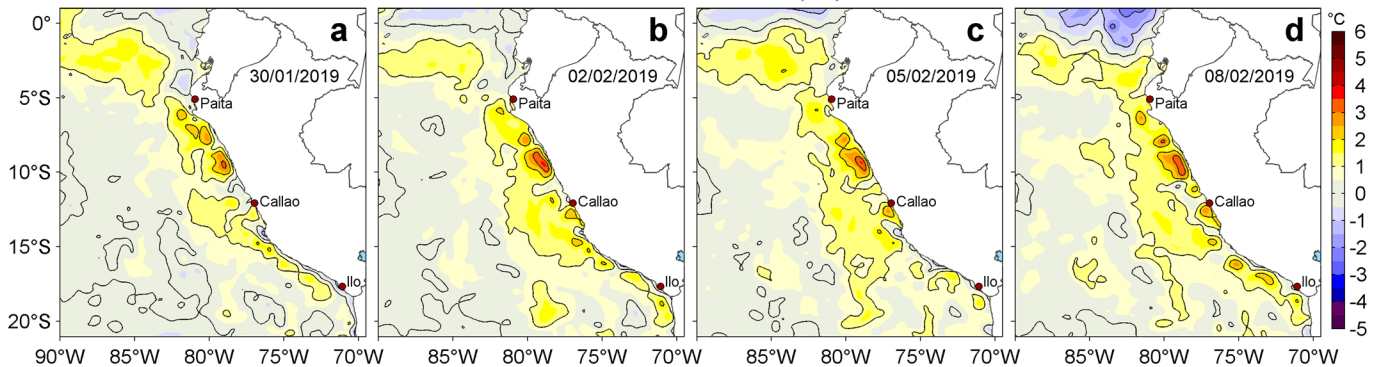 a
30/01/2019
Paita
Callao
Ilo
b
02/02/2019
Paita
Callao
Ilo
c
05/02/2019
Paita
Callao
Ilo
d
08/02/2019
Paita
Callao
Ilo
0°
5°S
10°S
15°S
20°S
90°W 85°W 80°W 75°W 70°W
85°W 80°W 75°W 70°W
85°W 80°W 75°W 70°W
85°W 80°W 75°W 70°W
°C
6
5
4
3
2
1
0
-1
-2
-3
-4
-5